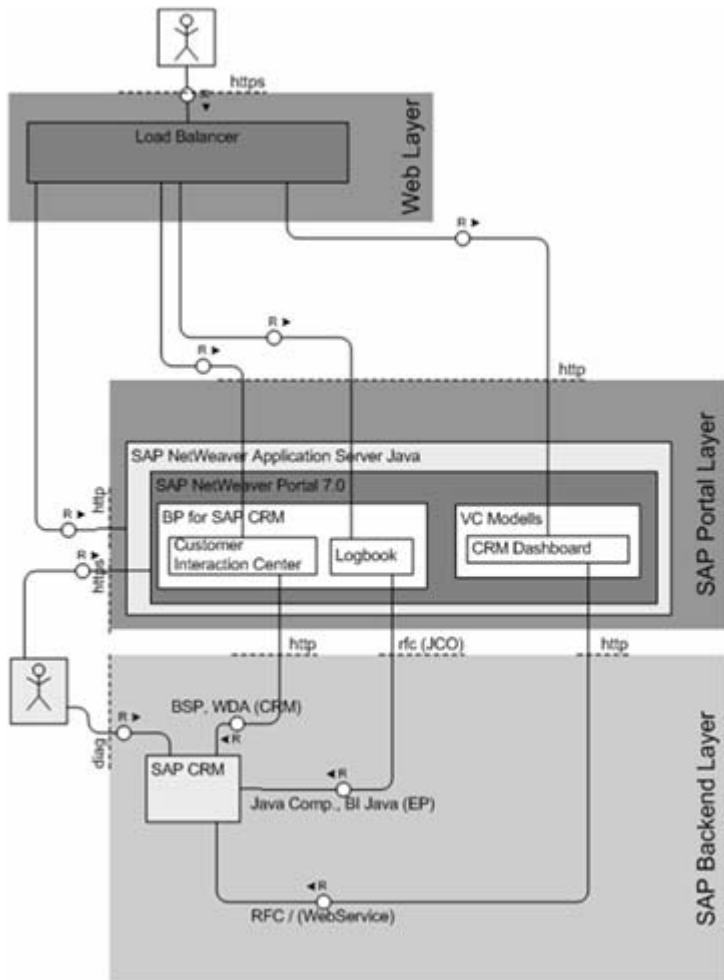 https
R
Load Balancer
Web Layer
R
R
R
http
SAP Portal Layer
SAP NetWeaver Application Server Java
SAP NetWeaver Portal 7.0
http
BP for SAP CRM
VC Modells
R
Customer
Interaction Center
Logbook
CRM Dashboard
R
https
http
rfc (JCO)
http
SAP Backend Layer
BSP, WDA (CRM)
R
R
diag
SAP CRM
R
Java Comp., BI Java (EP)
R
RFC / (WebService)